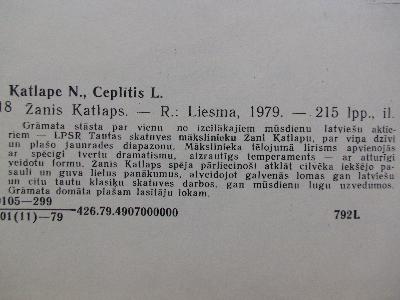 Katlape N., Ceplītis L.
18 Žanis Katlaps. — R.: Liesma, 1979. — 215 lpp., il.
Grāmata stāsta par vienu no izcilākajiem mūsdienu latviešu aktie-
riem — LPSR Tautas skatuves mākslinieku Žani Katlapu, par viņa dzīvi
un plašo jaunrades diapazonu. Mākslinieka tēlojumā lirisms apvienojās
ar spēcīgi tvertu dramatismu, aizrautīgs temperaments — ar atturīgi
veidotu formu. Žanis Katlaps spēja pārliecinoši atklāt cilvēka iekšējo pa-
sauli un guva lielus panākumus, atveidojot galvenās lomas gan latviešu
un citu tautu klasiķu skatuves darbos, gan mūsdienu lugu uzvedumos.
Grāmata domāta plašam lasītāju lokam.
0105—299
426.79.4907000000
01(11)—79
792L